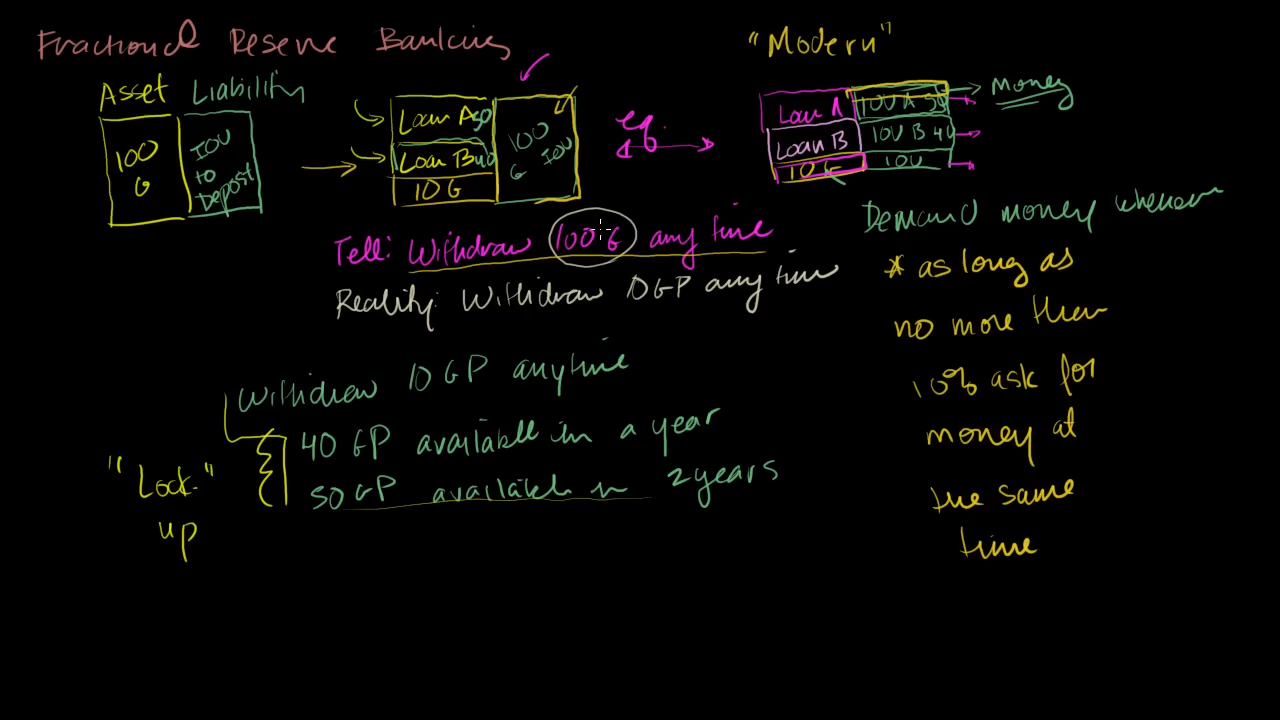 Fractional Reserve Banking
"Modern"
Asset Liability
100 G
IOU to Deposit
Loan A 50
Loan B 40
10 G
100 G IOU
eq.
Loan A
IOU A 50
Loan B
IOU B 40
10 G
IOU
Money
Tell: Withdraw 100 G any time
Reality: Withdraw 10 GP any time
Demand money whenever
* as long as
no more than
10% ask for
money at
the same
time
Withdraw 10 GP anytime
40 GP available in a year
50 GP available in 2 years
"Lock"
up